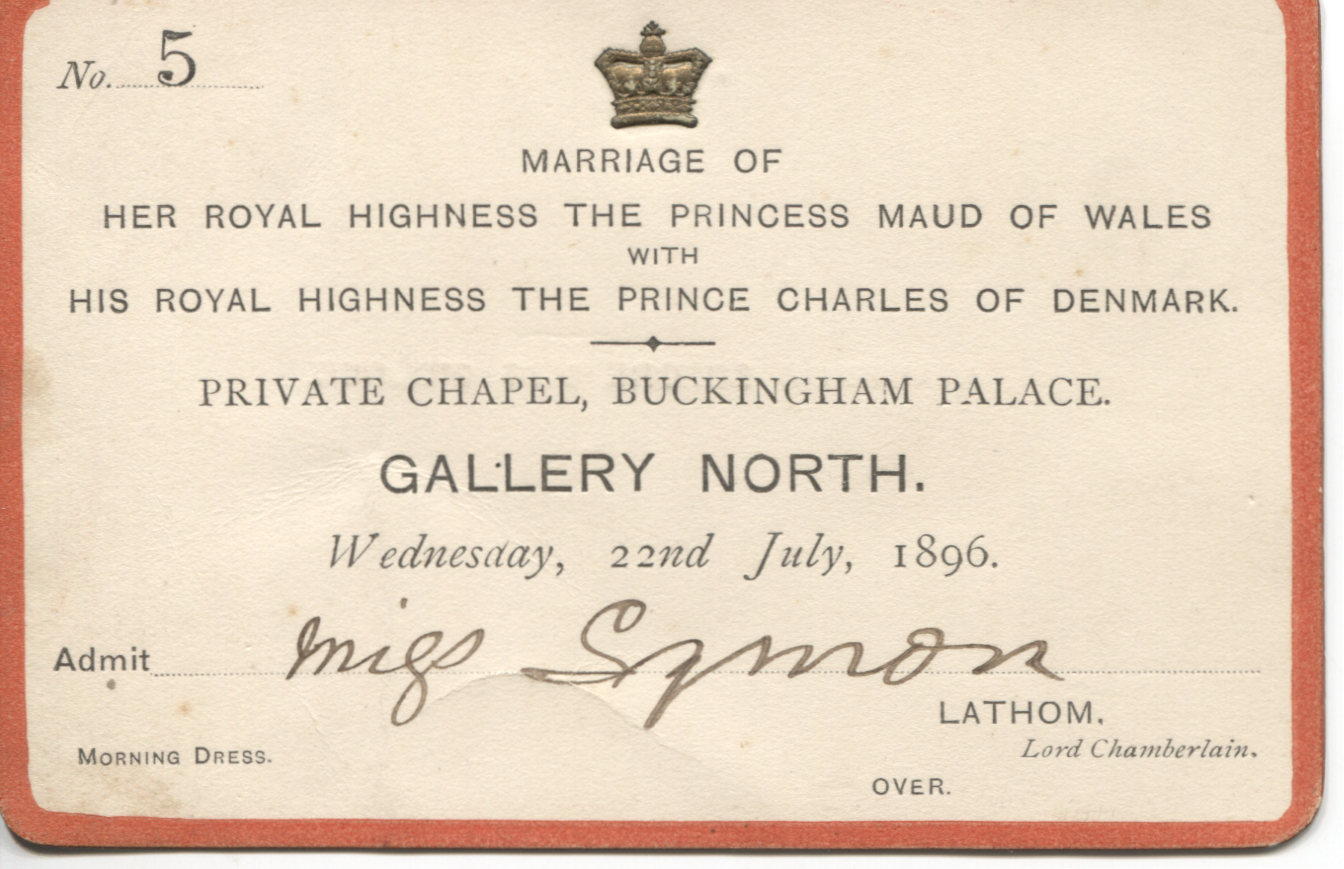 No. 5
MARRIAGE OF
HER ROYAL HIGHNESS THE PRINCESS MAUD OF WALES
WITH
HIS ROYAL HIGHNESS THE PRINCE CHARLES OF DENMARK.
PRIVATE CHAPEL, BUCKINGHAM PALACE.
GALLERY NORTH.
Wednesday, 22nd July, 1896.
Admit Miss Symon
LATHOM,
Lord Chamberlain.
MORNING DRESS.
OVER.